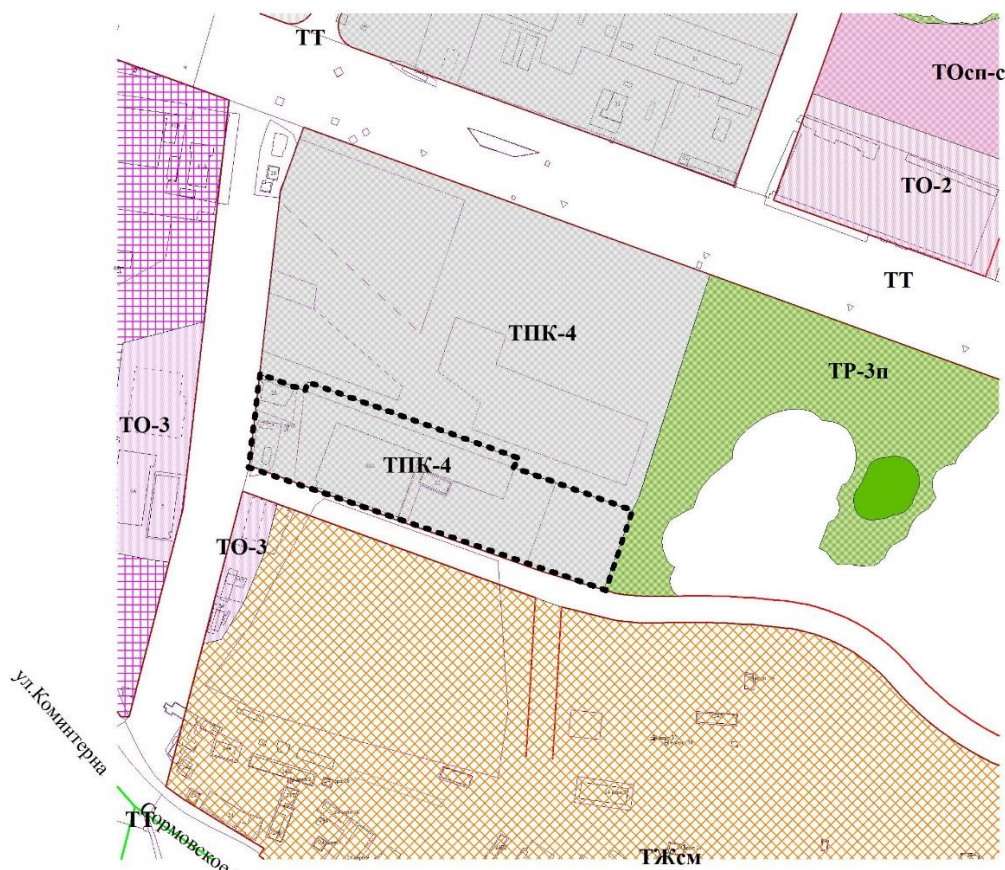 ТТ
ТОсп-с
ТО-2
ТТ
ТПК-4
ТР-3п
ТО-3
ТПК-4
ТО-3
ул.Коминтерна
ТТ
Сормовское
ТЖсм